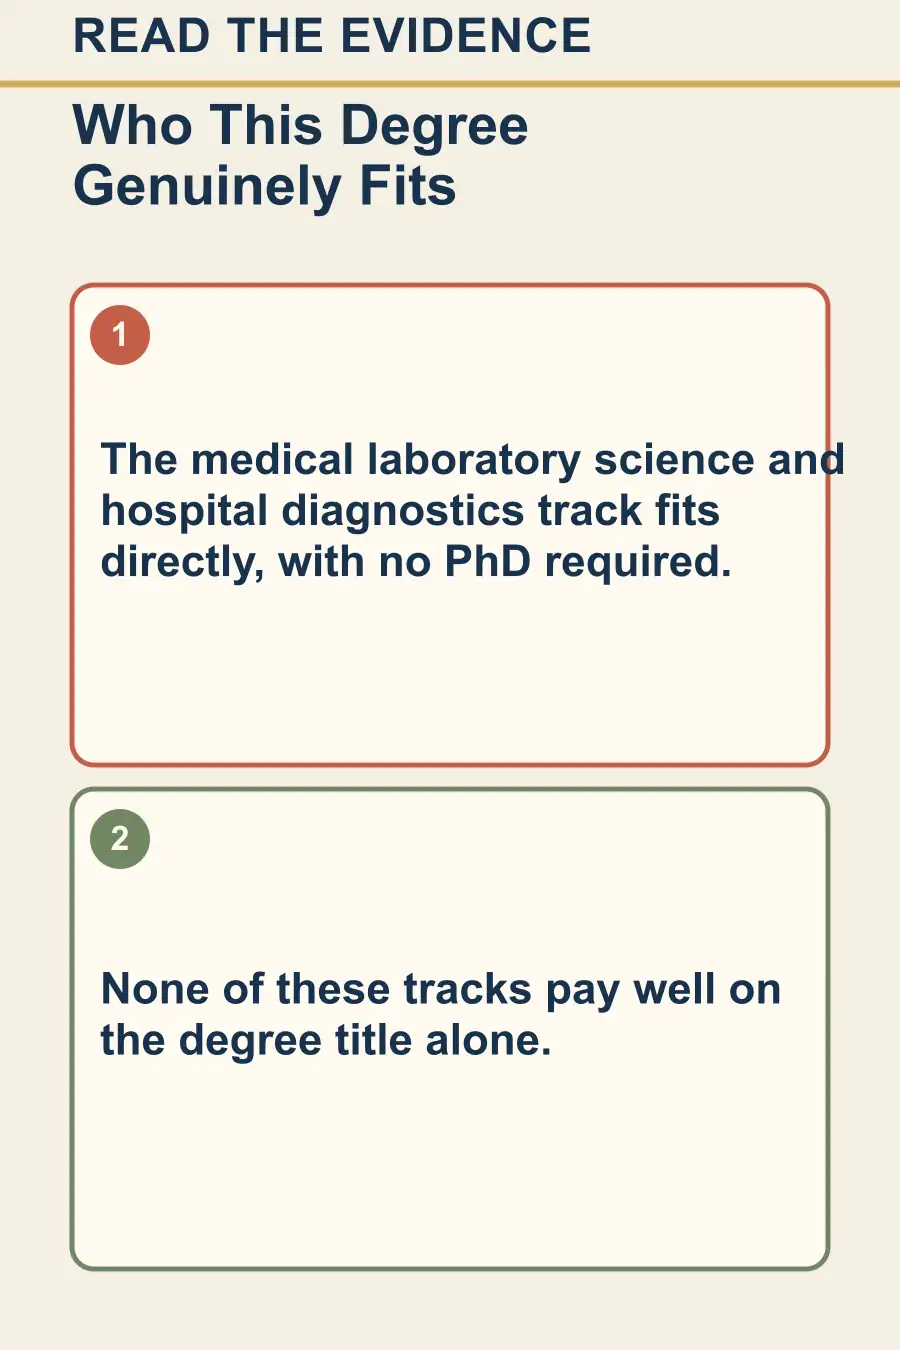 READ THE EVIDENCE
Who This Degree
Genuinely Fits
1
The medical laboratory science and
hospital diagnostics track fits
directly, with no PhD required.
2
None of these tracks pay well on
the degree title alone.